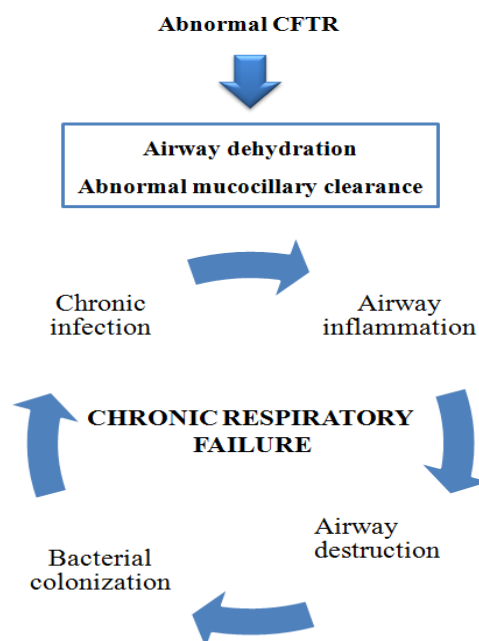 Abnormal CFTR
Airway dehydration
Abnormal mucocillary clearance
Chronic
infection
Airway
inflammation
CHRONIC RESPIRATORY
FAILURE
Bacterial
colonization
Airway
destruction